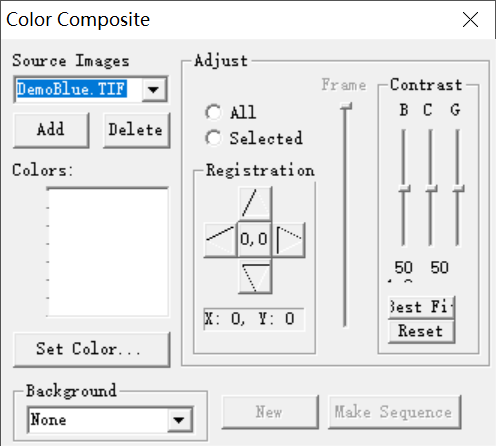 Color Composite
Source Images
DemoBlue.TIF
Add
Delete
Colors:
Set Color...
Background
None
Adjust
All
Selected
Frame
Registration
0,0
X: 0, Y: 0
Contrast
B C G
50 50
Best Fi
Reset
New
Make Sequence